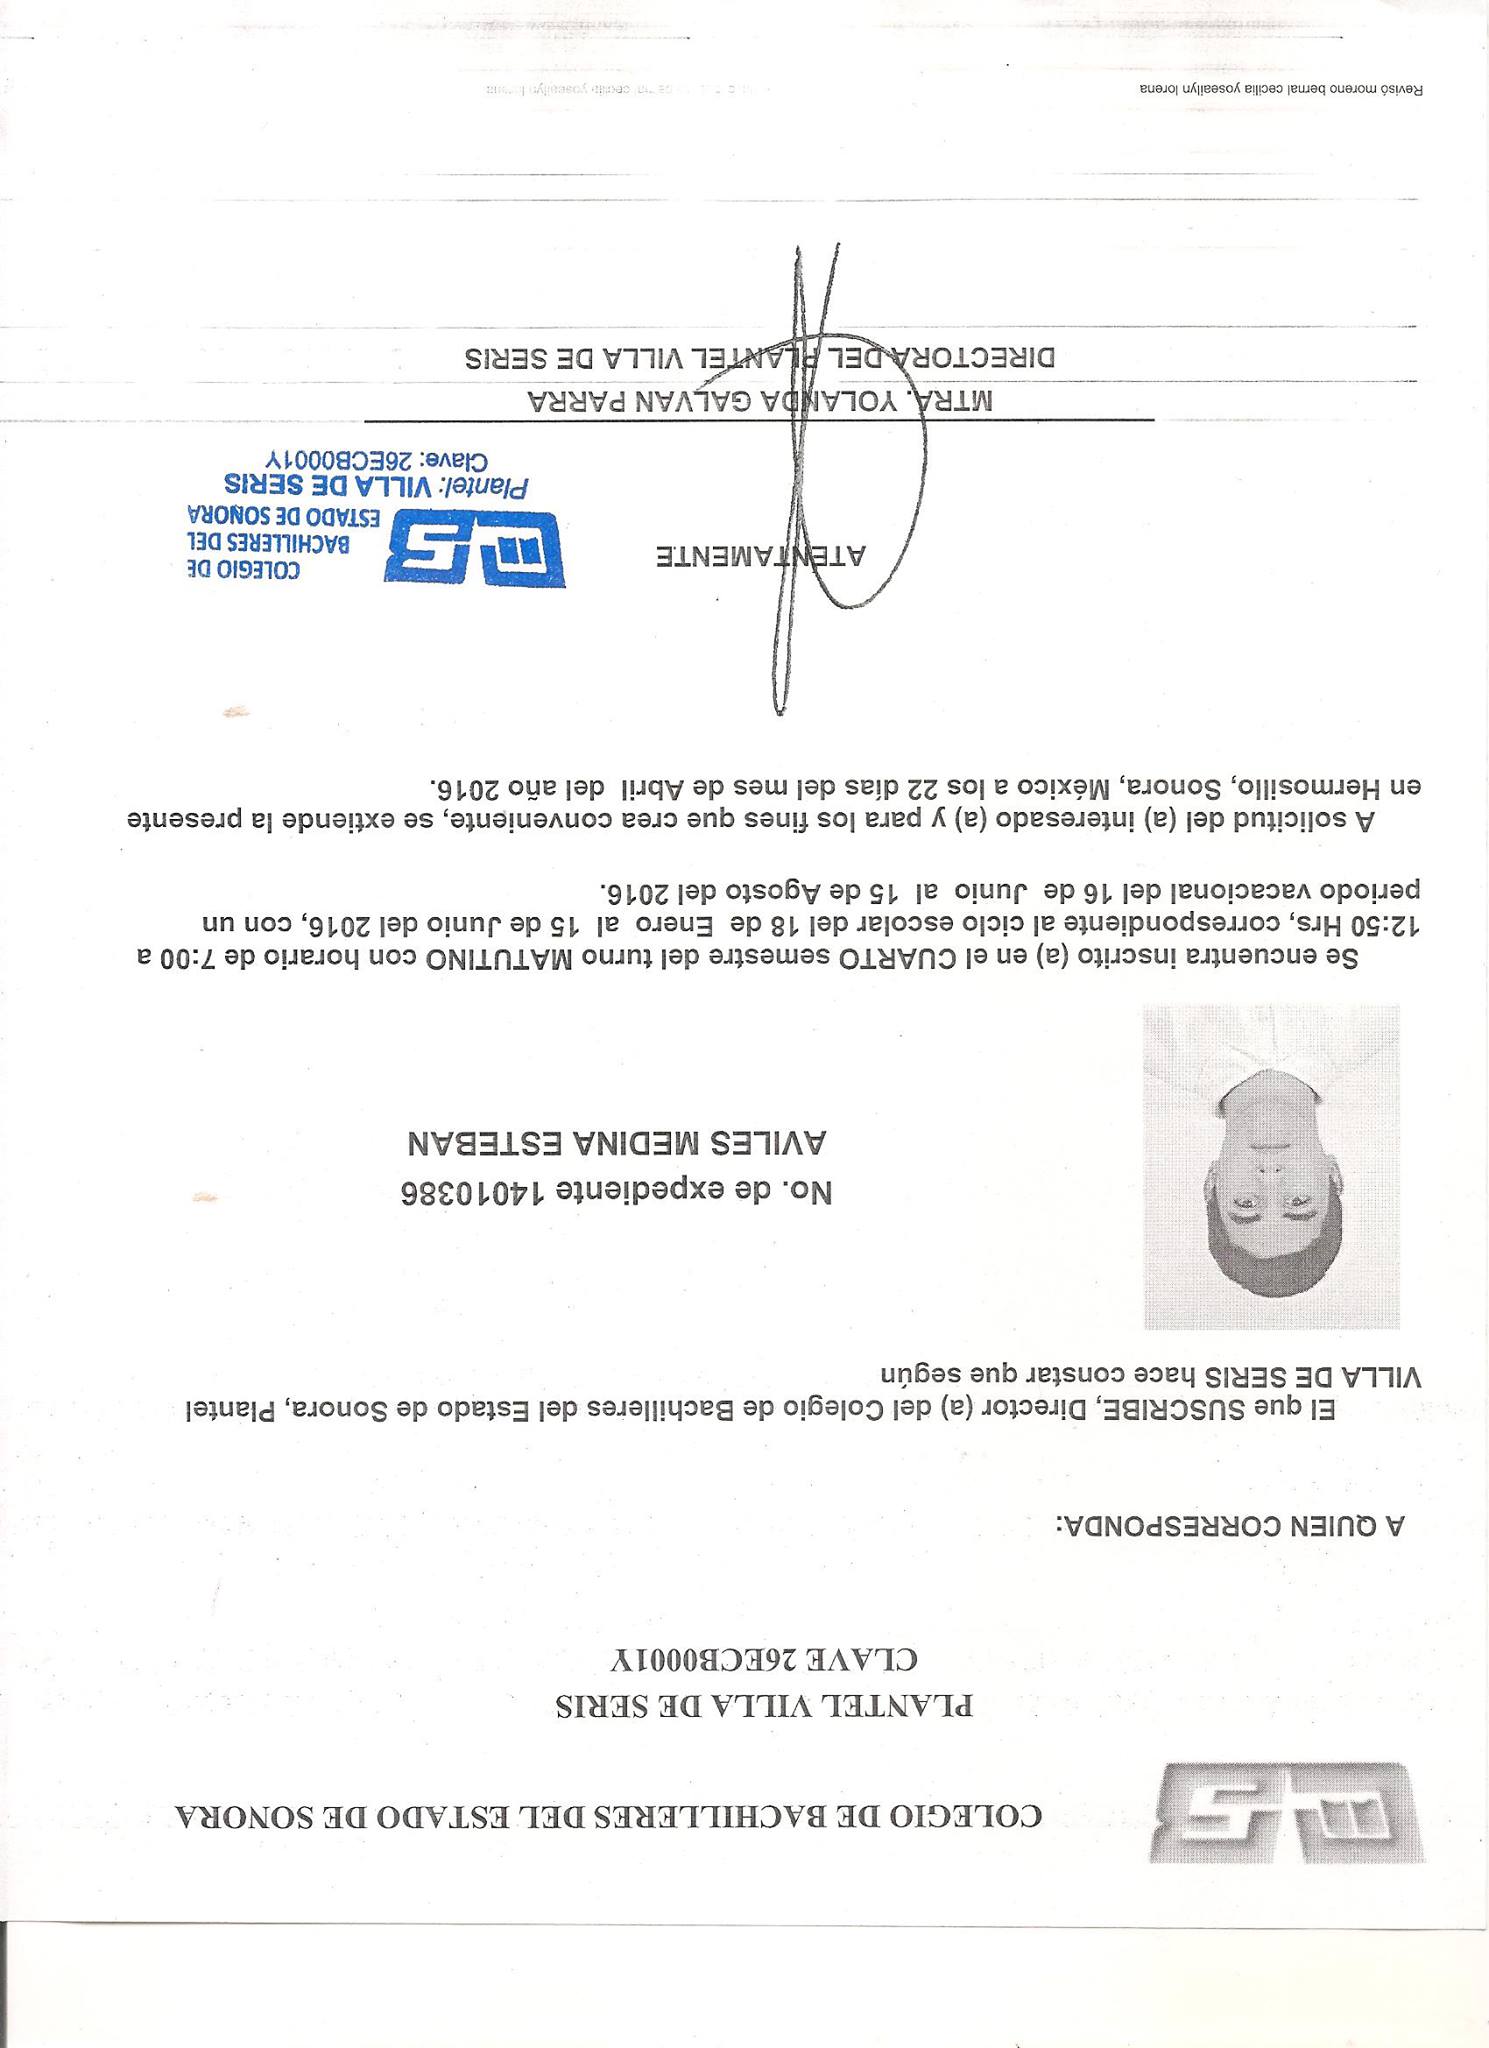 COLEGIO DE BACHILLERES DEL ESTADO DE SONORA
PLANTEL VILLA DE SERIS
CLAVE 26ECB0001Y
A QUIEN CORRESPONDA:
El que SUSCRIBE, Director (a) del Colegio de Bachilleres del Estado de Sonora, Plantel
VILLA DE SERIS hace constar que según
No. de expediente 14010386
AVILES MEDINA ESTEBAN
Se encuentra inscrito (a) en el CUARTO semestre del turno MATUTINO con horario de 7:00 a
12:50 Hrs, correspondiente al ciclo escolar del 18 de Enero al 15 de Junio del 2016, con un
periodo vacacional del 16 de Junio al 15 de Agosto del 2016.
A solicitud del (a) interesado (a) y para los fines que crea conveniente, se extiende la presente
en Hermosillo, Sonora, México a los 22 días del mes de Abril del año 2016.
ATENTAMENTE
COLEGIO DE
BACHILLERES DEL
ESTADO DE SONORA
Plantel: VILLA DE SERIS
Clave: 26ECB0001Y
MTRA. YOLANDA GALVAN PARRA
DIRECTORA DEL PLANTEL VILLA DE SERIS
Revisó moreno bernal cecilia yoseailyn lorena